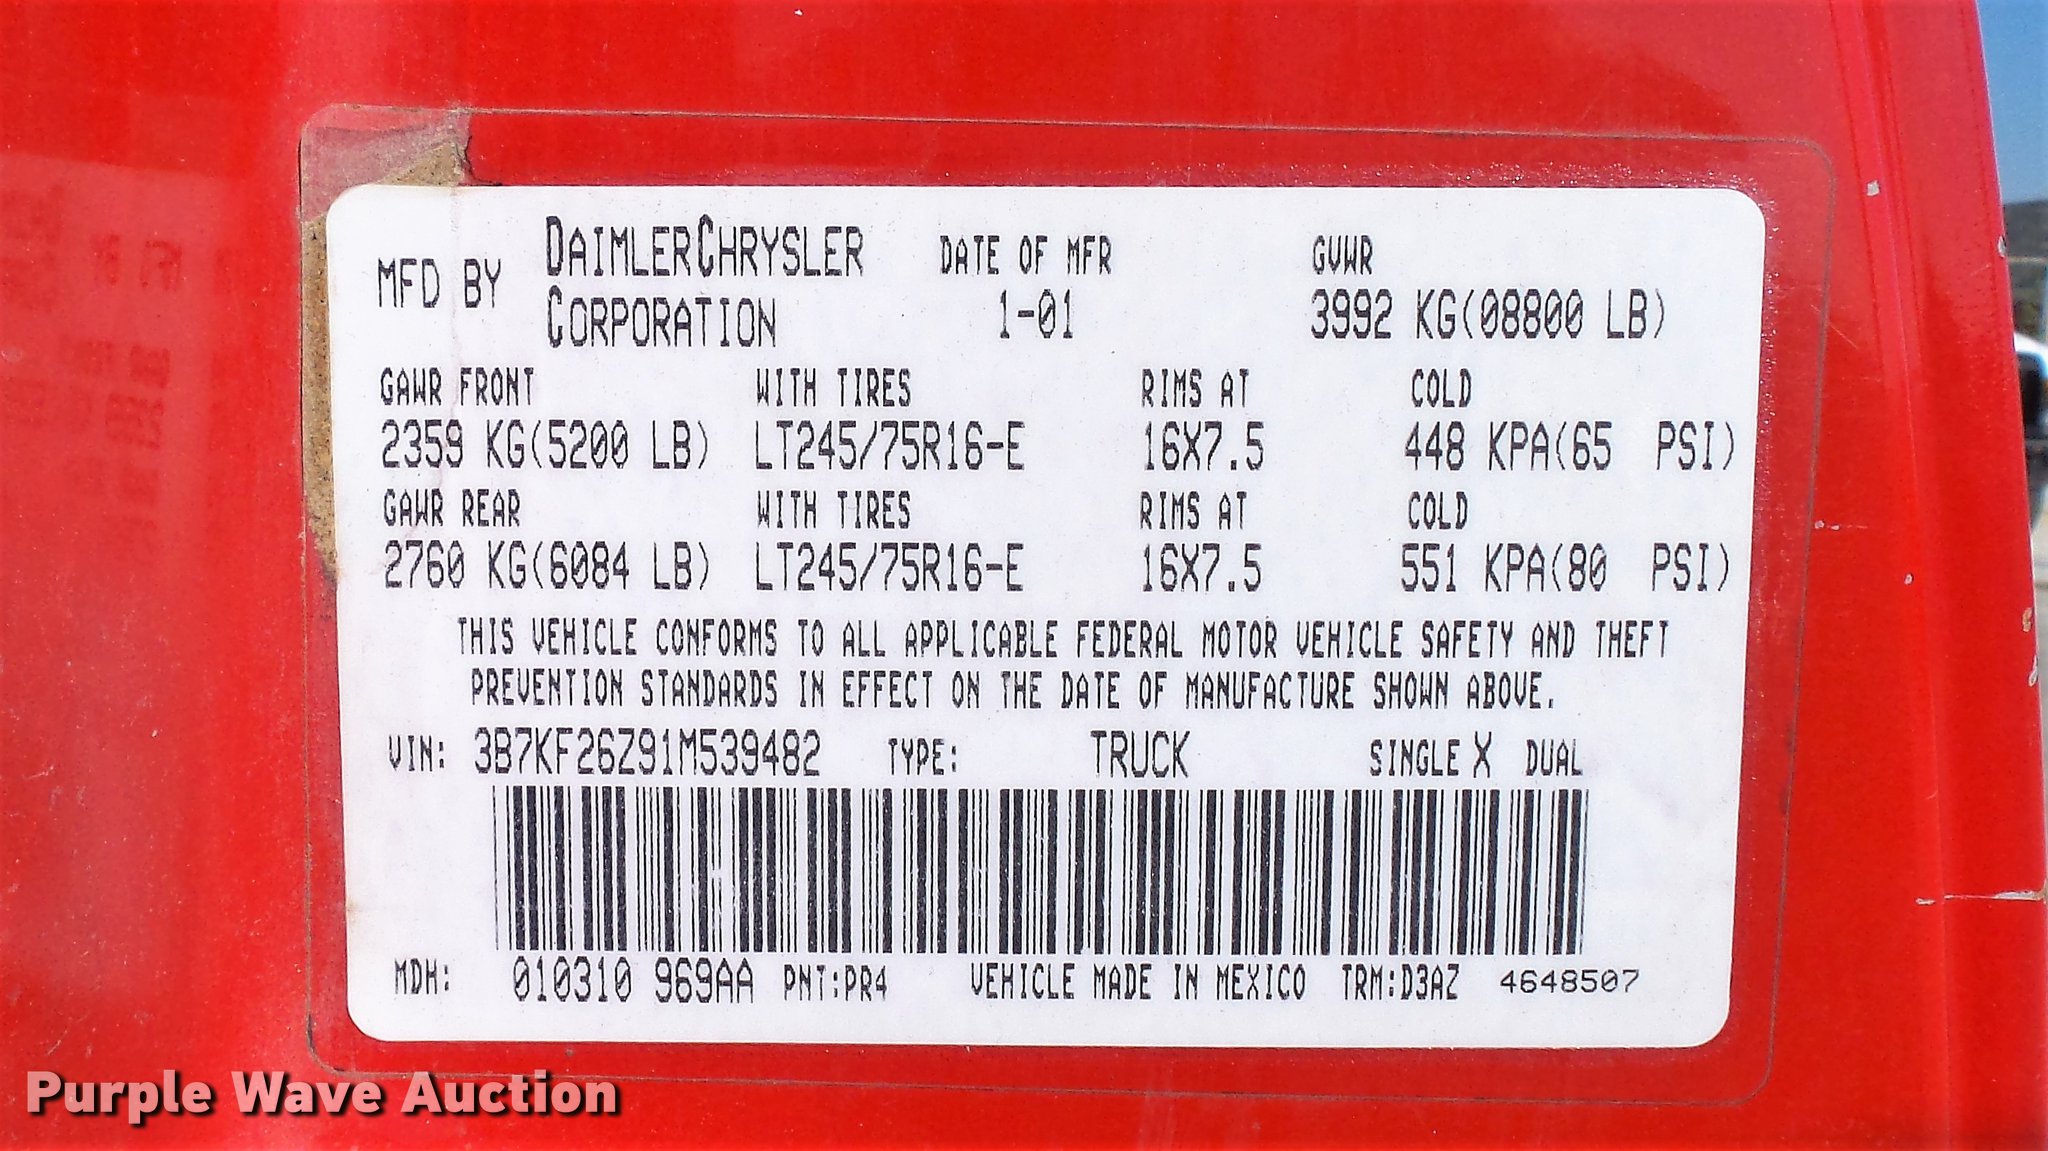 MFD BY DAIMLERCHRYSLER CORPORATION DATE OF MFR 1-01 GVWR 3992 KG(08800 LB)
GAWR FRONT WITH TIRES RIMS AT COLD
2359 KG(5200 LB) LT245/75R16-E 16X7.5 448 KPA(65 PSI)
GAWR REAR WITH TIRES RIMS AT COLD
2760 KG(6084 LB) LT245/75R16-E 16X7.5 551 KPA(80 PSI)
THIS VEHICLE CONFORMS TO ALL APPLICABLE FEDERAL MOTOR VEHICLE SAFETY AND THEFT
PREVENTION STANDARDS IN EFFECT ON THE DATE OF MANUFACTURE SHOWN ABOVE.
VIN: 3B7KF26Z91M539482 TYPE: TRUCK SINGLE X DUAL
MDH: 010310 969AA PNT:PR4 VEHICLE MADE IN MEXICO TRM:D3AZ 4648507
Purple Wave Auction